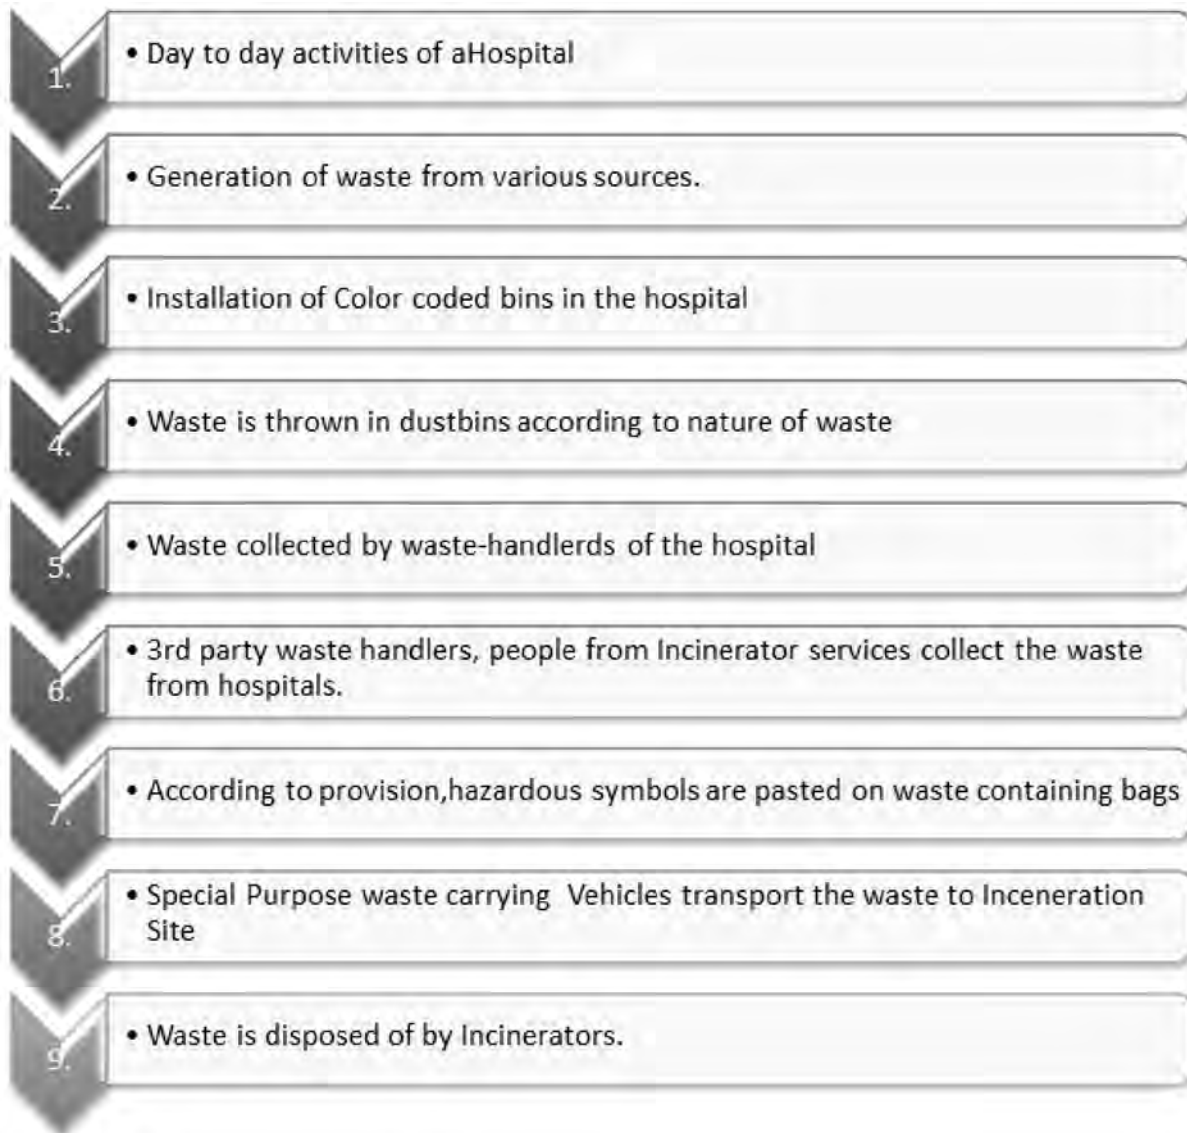 1.
• Day to day activities of aHospital
2.
• Generation of waste from various sources.
3.
• Installation of Color coded bins in the hospital
4.
• Waste is thrown in dustbins according to nature of waste
5.
• Waste collected by waste-handlerds of the hospital
6.
• 3rd party waste handlers, people from Incinerator services collect the waste
from hospitals.
7.
• According to provision,hazardous symbols are pasted on waste containing bags
8.
• Special Purpose waste carrying Vehicles transport the waste to Inceneration
Site
9.
• Waste is disposed of by Incinerators.